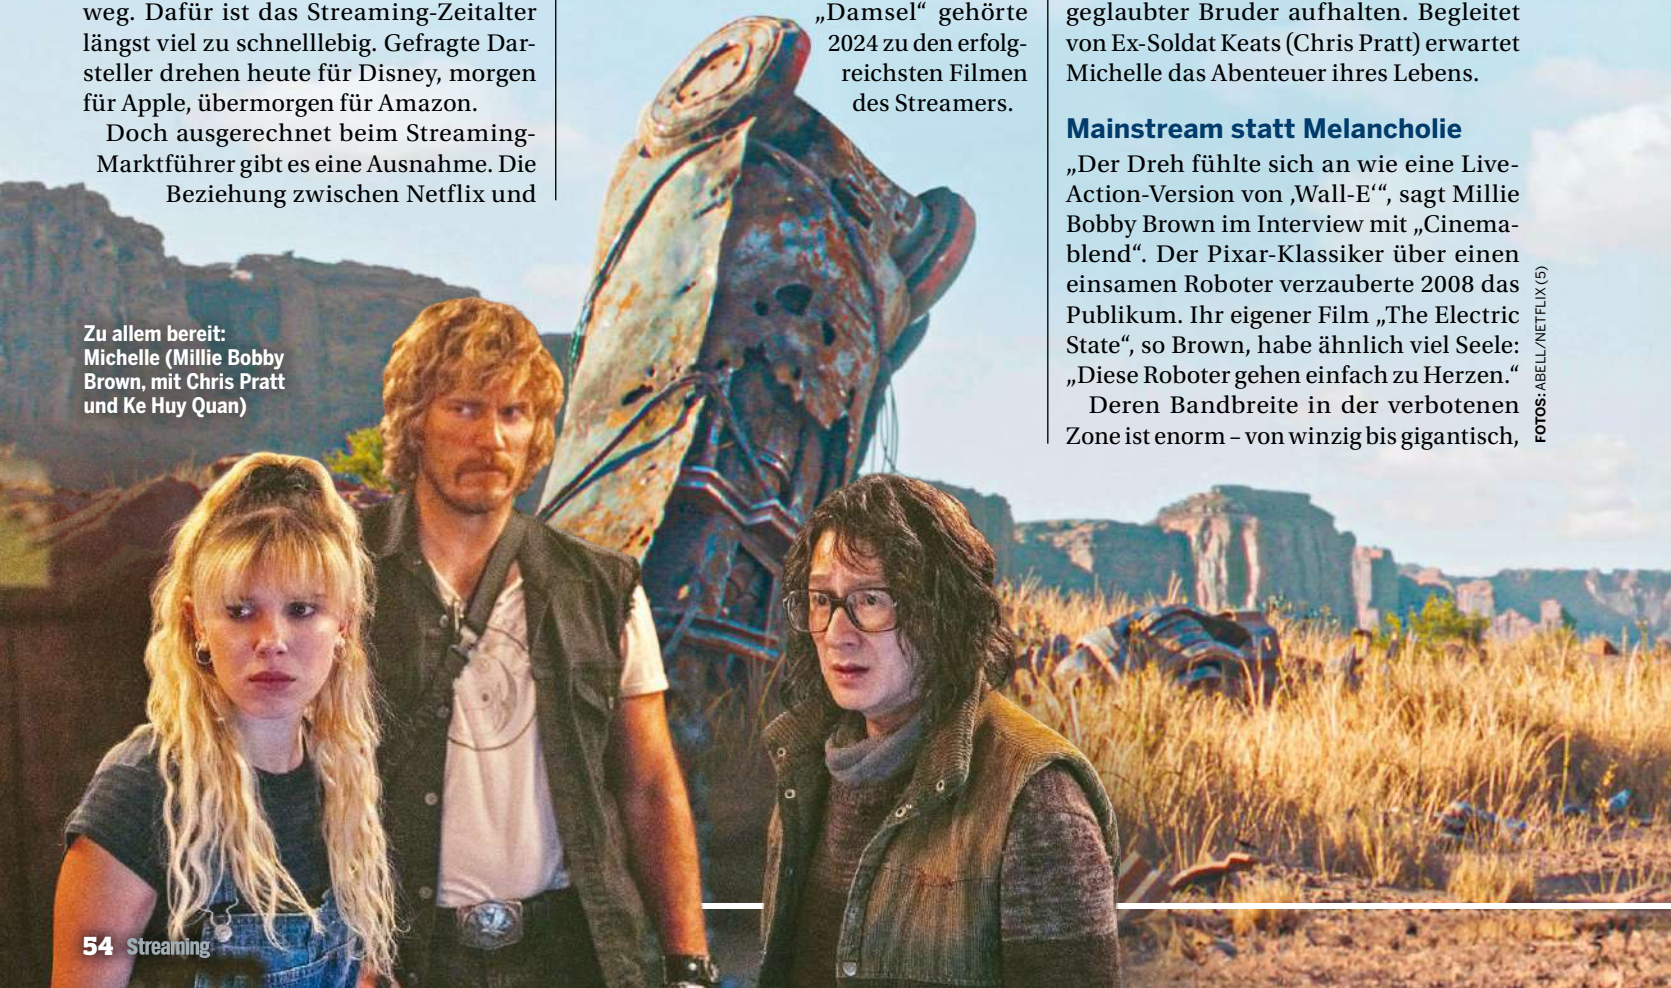 weg. Dafür ist das Streaming-Zeitalter
längst viel zu schnelllebig. Gefragte Dar-
steller drehen heute für Disney, morgen
für Apple, übermorgen für Amazon.
Doch ausgerechnet beim Streaming-
Marktführer gibt es eine Ausnahme. Die
Beziehung zwischen Netflix und
„Damsel“ gehörte
2024 zu den erfolg-
reichsten Filmen
des Streamers.
geglaubter Bruder aufhalten. Begleitet
von Ex-Soldat Keats (Chris Pratt) erwartet
Michelle das Abenteuer ihres Lebens.
Mainstream statt Melancholie
„Der Dreh fühlte sich an wie eine Live-
Action-Version von ‚Wall-E‘“, sagt Millie
Bobby Brown im Interview mit „Cinema-
blend“. Der Pixar-Klassiker über einen
einsamen Roboter verzauberte 2008 das
Publikum. Ihr eigener Film „The Electric
State“, so Brown, habe ähnlich viel Seele:
„Diese Roboter gehen einfach zu Herzen.“
Deren Bandbreite in der verbotenen
Zone ist enorm – von winzig bis gigantisch,
FOTOS: ABELL/NETFLIX (5)
Zu allem bereit:
Michelle (Millie Bobby
Brown, mit Chris Pratt
und Ke Huy Quan)
54 Streaming